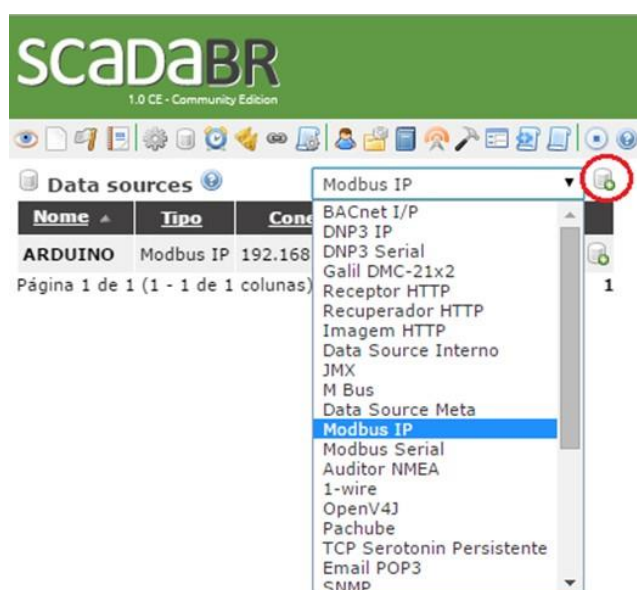 ScadaBR
1.0 CE - Community Edition
Data sources
Modbus IP
Nome Tipo Cone
ARDUINO Modbus IP 192.168
Página 1 de 1 (1 - 1 de 1 colunas) 1
BACnet I/P
DNP3 IP
DNP3 Serial
Galil DMC-21x2
Receptor HTTP
Recuperador HTTP
Imagem HTTP
Data Source Interno
JMX
M Bus
Data Source Meta
Modbus IP
Modbus Serial
Auditor NMEA
1-wire
OpenV4J
Pachube
TCP Serotonin Persistente
Email POP3
SNMP